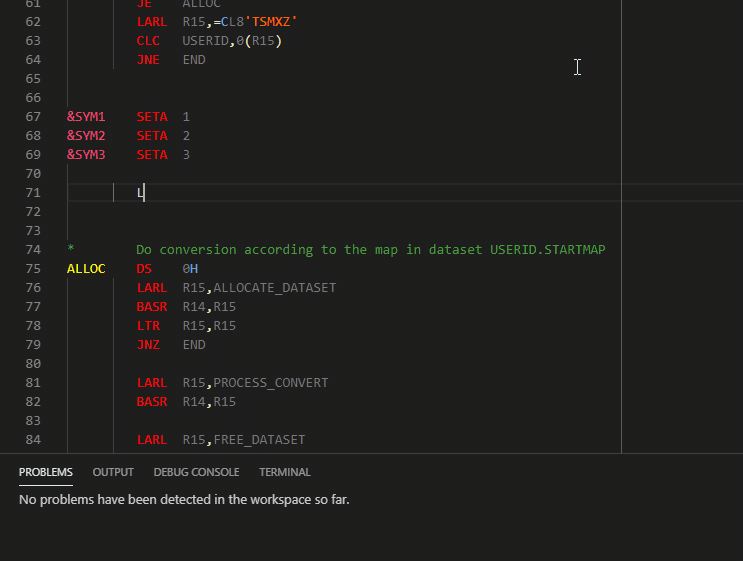 61 JE ALLOC
62 LARL R15,=CL8'TSMXZ'
63 CLC USERID,0(R15)
64 JNE END
65
66
67 &SYM1 SETA 1
68 &SYM2 SETA 2
69 &SYM3 SETA 3
70
71 L
72
73
74 * Do conversion according to the map in dataset USERID.STARTMAP
75 ALLOC DS 0H
76 LARL R15,ALLOCATE_DATASET
77 BASR R14,R15
78 LTR R15,R15
79 JNZ END
80
81 LARL R15,PROCESS_CONVERT
82 BASR R14,R15
83
84 LARL R15,FREE_DATASET
PROBLEMS OUTPUT DEBUG CONSOLE TERMINAL
No problems have been detected in the workspace so far.